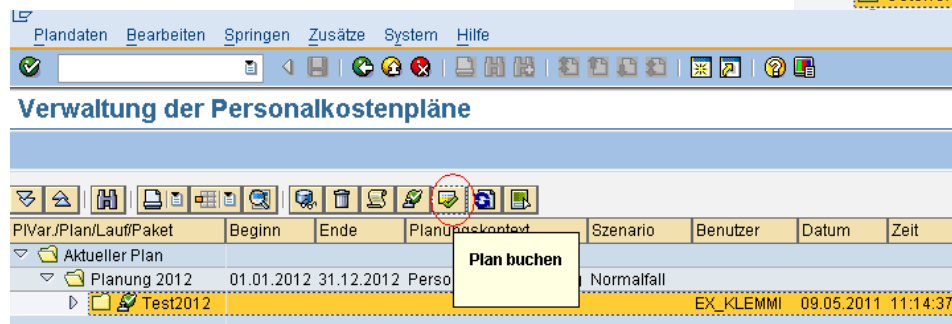 Plandaten Bearbeiten Springen Zusätze System Hilfe
Verwaltung der Personalkostenpläne
PlVar./Plan/Lauf/Paket Beginn Ende Planungskontext Szenario Benutzer Datum Zeit
Aktueller Plan
Plan buchen
Planung 2012 01.01.2012 31.12.2012 Perso Normalfall
Test2012 EX_KLEMMI 09.05.2011 11:14:37